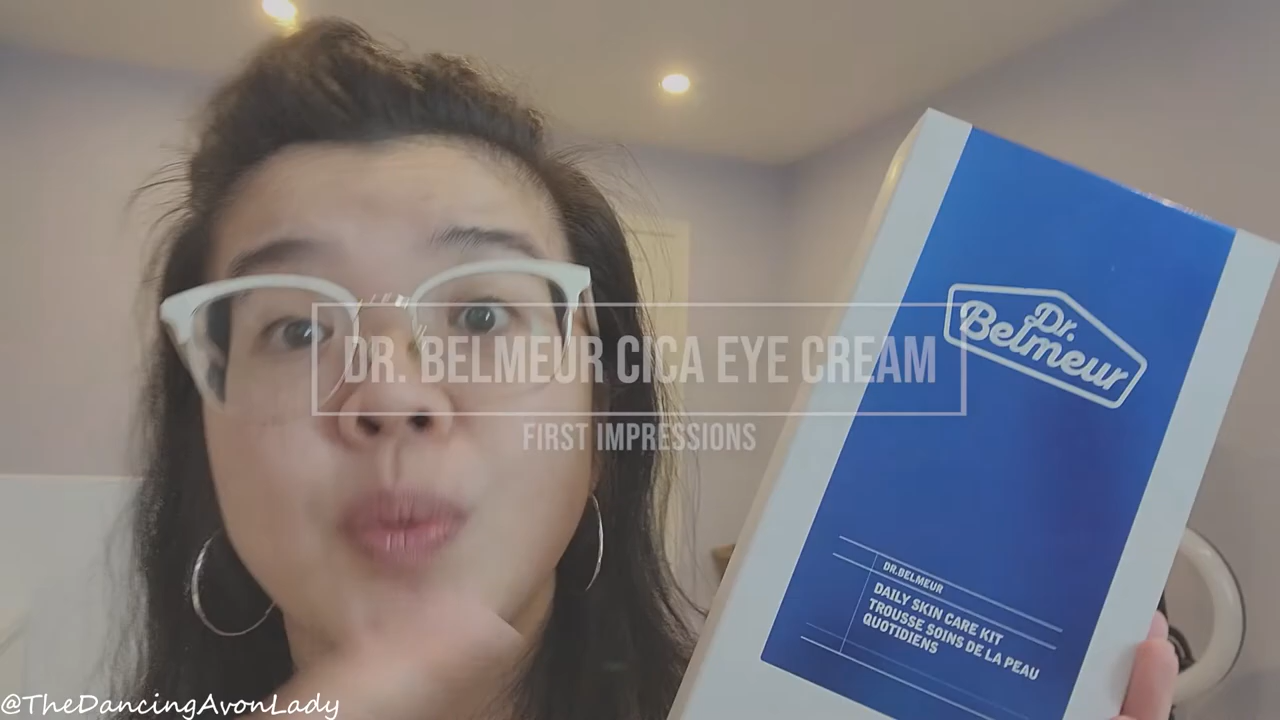 DR. BELMEUR CICA EYE CREAM
FIRST IMPRESSIONS
Dr.
Belmeur
DR.BELMEUR
DAILY SKIN CARE KIT
TROUSSE SOINS DE LA PEAU
QUOTIDIENS
@TheDancingAvonLady